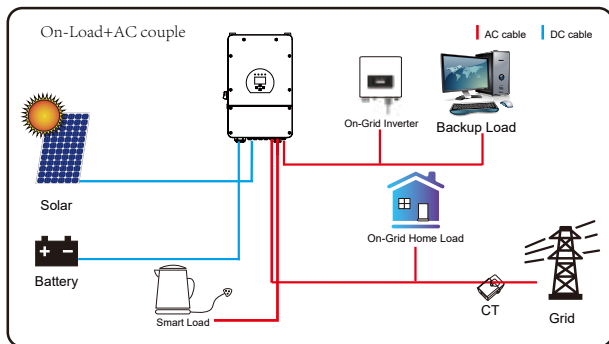 On-Load+AC couple
AC cable
DC cable
On-Grid Inverter
Backup Load
Solar
On-Grid Home Load
Battery
Smart Load
CT
Grid